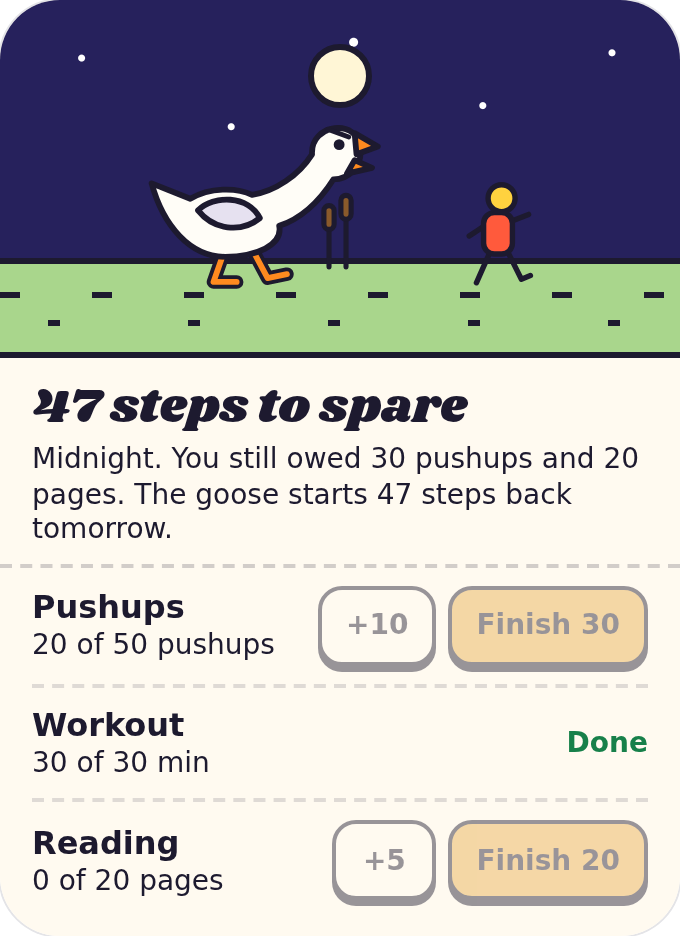 47 steps to spare
Midnight. You still owed 30 pushups and 20
pages. The goose starts 47 steps back
tomorrow.
Pushups
20 of 50 pushups
+10
Finish 30
Workout
30 of 30 min
Done
Reading
0 of 20 pages
+5
Finish 20